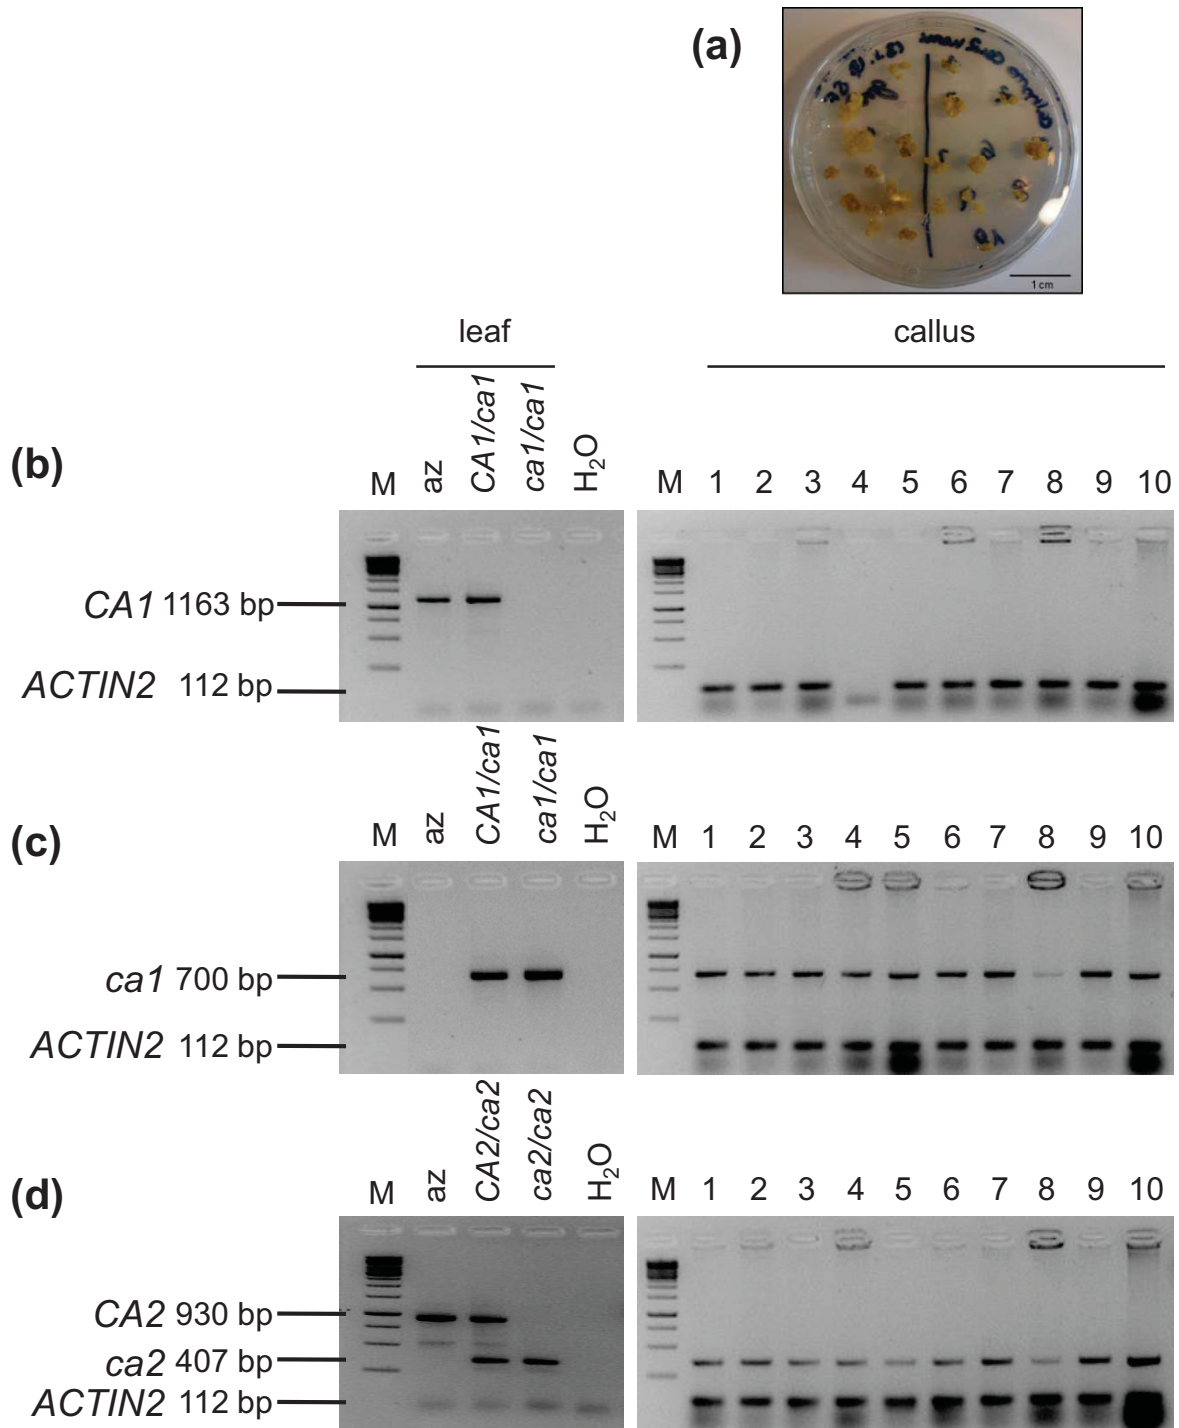 (a)
1 cm
leaf
callus
(b)
M az CA1/ca1 ca1/ca1 H₂O
M 1 2 3 4 5 6 7 8 9 10
CA1 1163 bp
ACTIN2 112 bp
(c)
M az CA1/ca1 ca1/ca1 H₂O
M 1 2 3 4 5 6 7 8 9 10
ca1 700 bp
ACTIN2 112 bp
(d)
M az CA2/ca2 ca2/ca2 H₂O
M 1 2 3 4 5 6 7 8 9 10
CA2 930 bp
ca2 407 bp
ACTIN2 112 bp